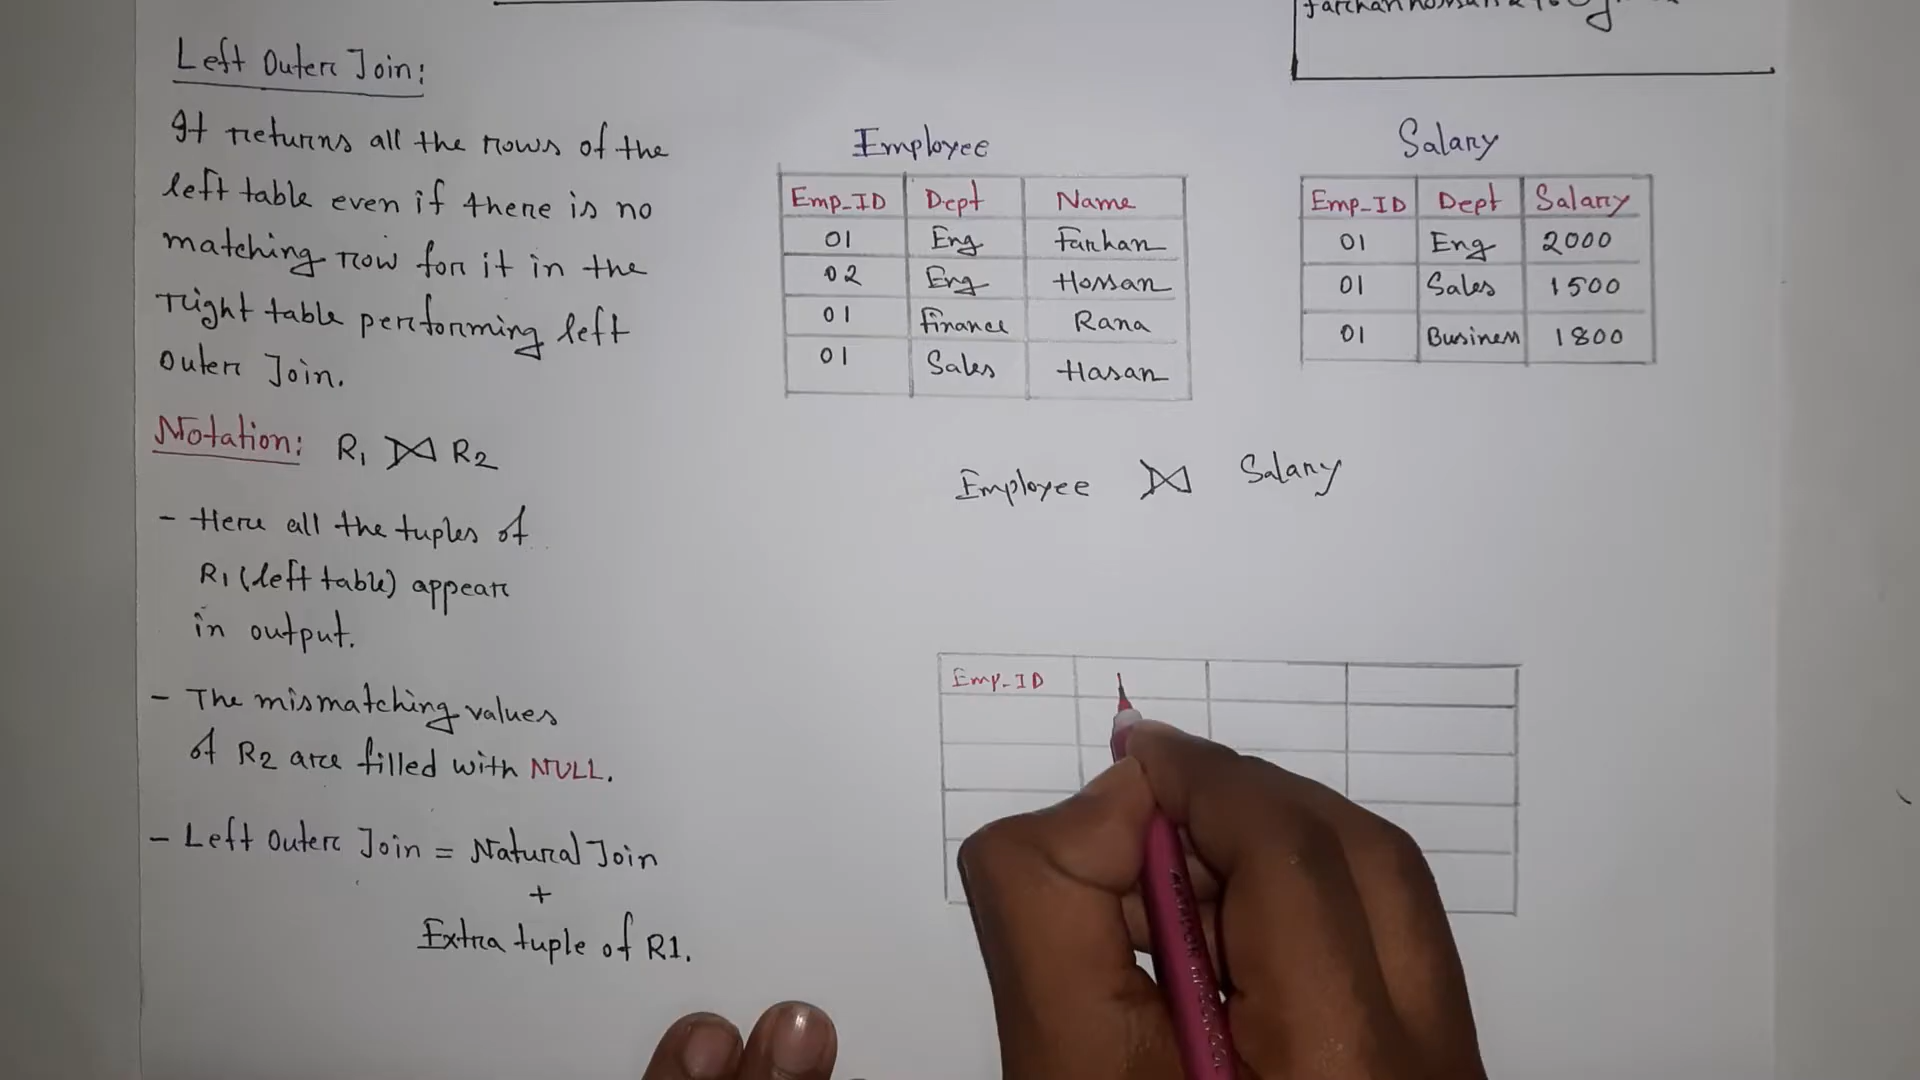 Left Outer Join:
It returns all the rows of the
left table even if there is no
matching row for it in the
right table performing left
outer Join.
Notation: R1 ⟕ R2
- Here all the tuples of
R1 (left table) appear
in output.
- The mismatching values
of R2 are filled with NULL.
- Left Outer Join = Natural Join
+
Extra tuple of R1.
Employee
Emp_ID Dept Name
01 Eng Farhan
02 Eng Hossan
01 Finance Rana
01 Sales Hasan
Salary
Emp_ID Dept Salary
01 Eng 2000
01 Sales 1500
01 Business 1800
Employee ⟕ Salary
Emp_ID